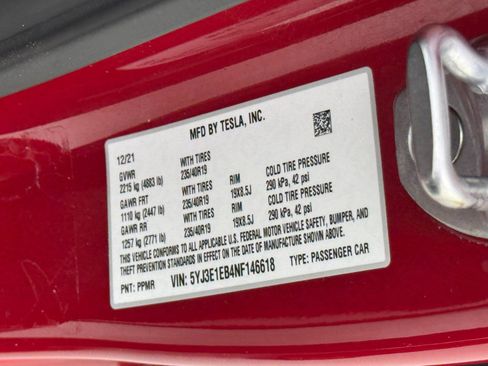 MFD BY TESLA, INC.
12/21
GVWR WITH TIRES RIM COLD TIRE PRESSURE
2215 kg (4883 lb) 235/40R19 19X8.5J 290 kPa, 42 psi
GAWR FRT WITH TIRES RIM COLD TIRE PRESSURE
1110 kg (2447 lb) 235/40R19 19X8.5J 290 kPa, 42 psi
GAWR RR WITH TIRES
1257 kg (2771 lb) 235/40R19
THIS VEHICLE CONFORMS TO ALL APPLICABLE U.S. FEDERAL MOTOR VEHICLE SAFETY, BUMPER, AND
THEFT PREVENTION STANDARDS IN EFFECT ON THE DATE OF MANUFACTURE SHOWN ABOVE.
PNT: PPMR VIN: 5YJ3E1EB4NF146618 TYPE: PASSENGER CAR